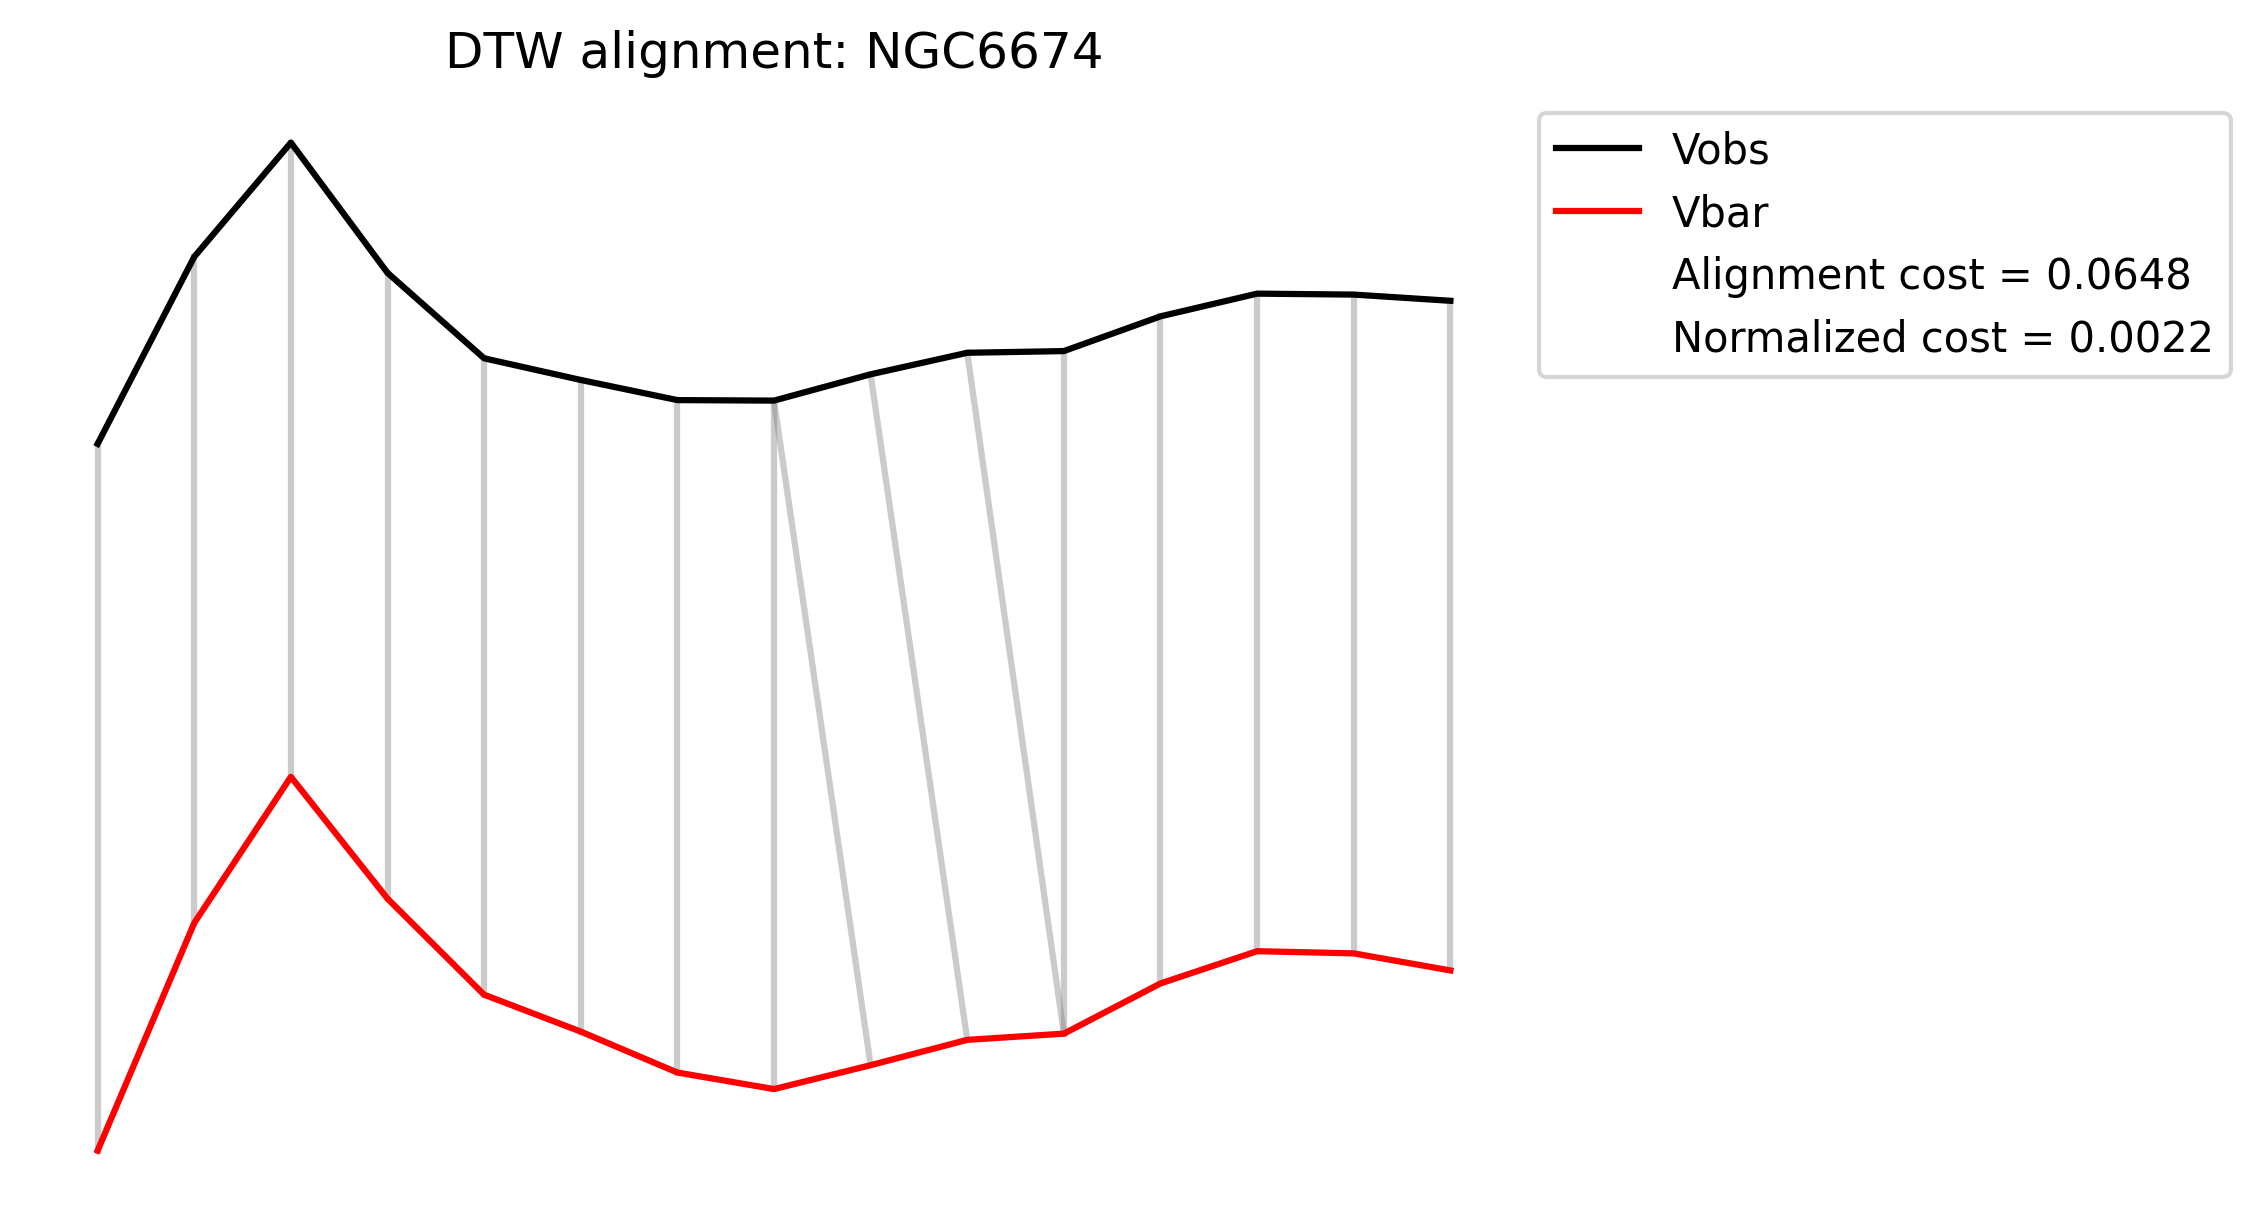 DTW alignment: NGC6674
Vobs
Vbar
Alignment cost = 0.0648
Normalized cost = 0.0022